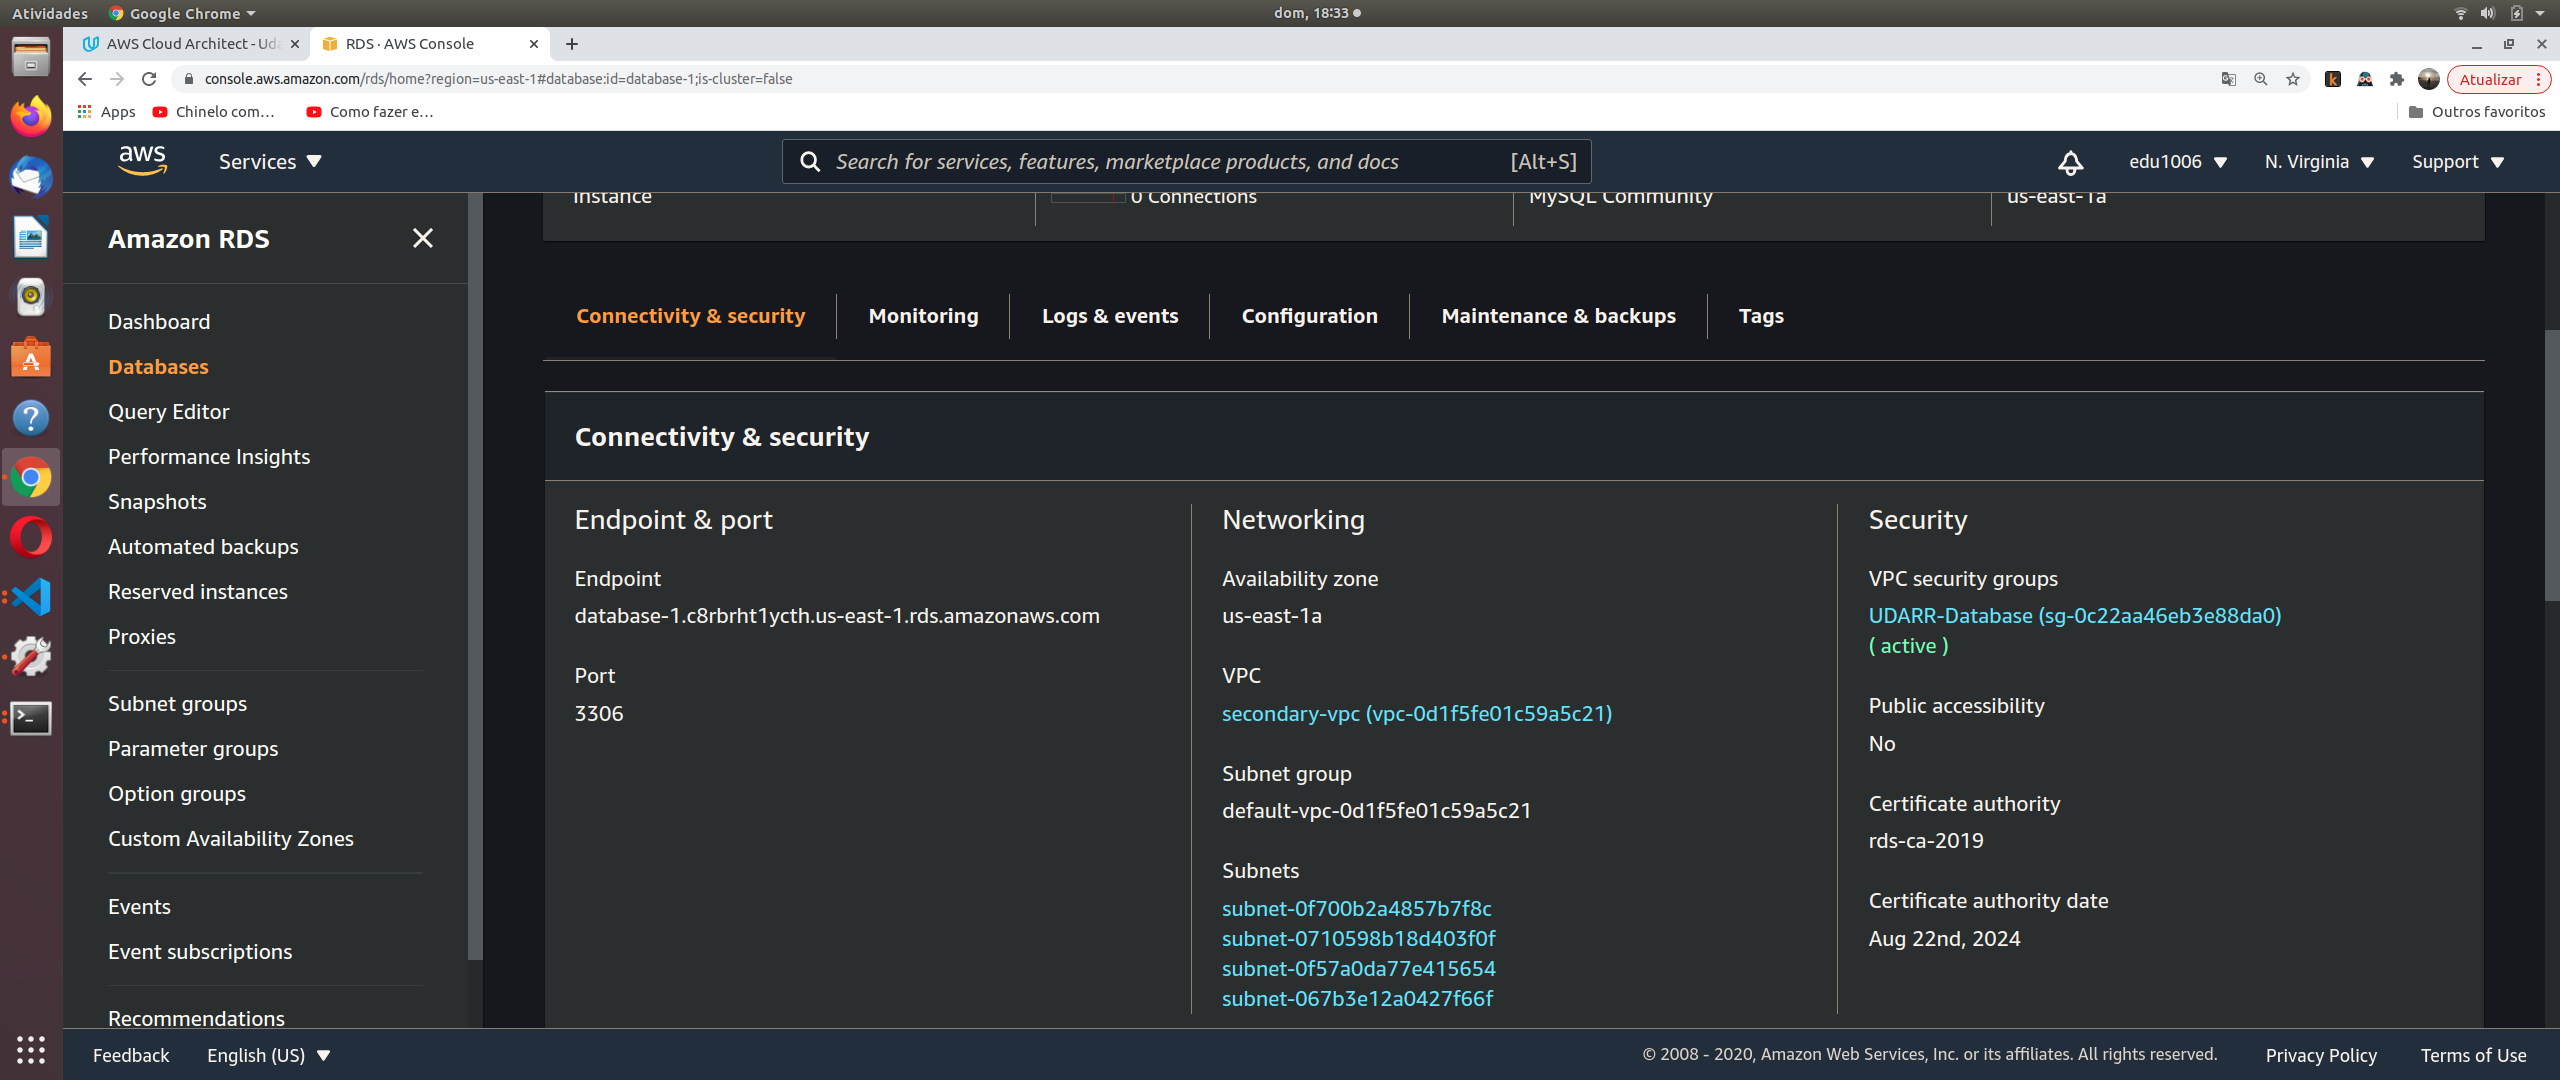 Atividades
Google Chrome
dom, 18:33
AWS Cloud Architect - Uda
RDS · AWS Console
console.aws.amazon.com/rds/home?region=us-east-1#database:id=database-1;is-cluster=false
Atualizar
Apps
Chinelo com…
Como fazer e…
Outros favoritos
aws
Services
Search for services, features, marketplace products, and docs
[Alt+S]
edu1006
N. Virginia
Support
Amazon RDS
Dashboard
Databases
Query Editor
Performance Insights
Snapshots
Automated backups
Reserved instances
Proxies
Subnet groups
Parameter groups
Option groups
Custom Availability Zones
Events
Event subscriptions
Recommendations
Instance
0 Connections
MySQL Community
us-east-1a
Connectivity & security
Monitoring
Logs & events
Configuration
Maintenance & backups
Tags
Connectivity & security
Endpoint & port
Endpoint
database-1.c8rbrht1ycth.us-east-1.rds.amazonaws.com
Port
3306
Networking
Availability zone
us-east-1a
VPC
secondary-vpc (vpc-0d1f5fe01c59a5c21)
Subnet group
default-vpc-0d1f5fe01c59a5c21
Subnets
subnet-0f700b2a4857b7f8c
subnet-0710598b18d403f0f
subnet-0f57a0da77e415654
subnet-067b3e12a0427f66f
Security
VPC security groups
UDARR-Database (sg-0c22aa46eb3e88da0)
( active )
Public accessibility
No
Certificate authority
rds-ca-2019
Certificate authority date
Aug 22nd, 2024
Feedback
English (US)
© 2008 - 2020, Amazon Web Services, Inc. or its affiliates. All rights reserved.
Privacy Policy
Terms of Use